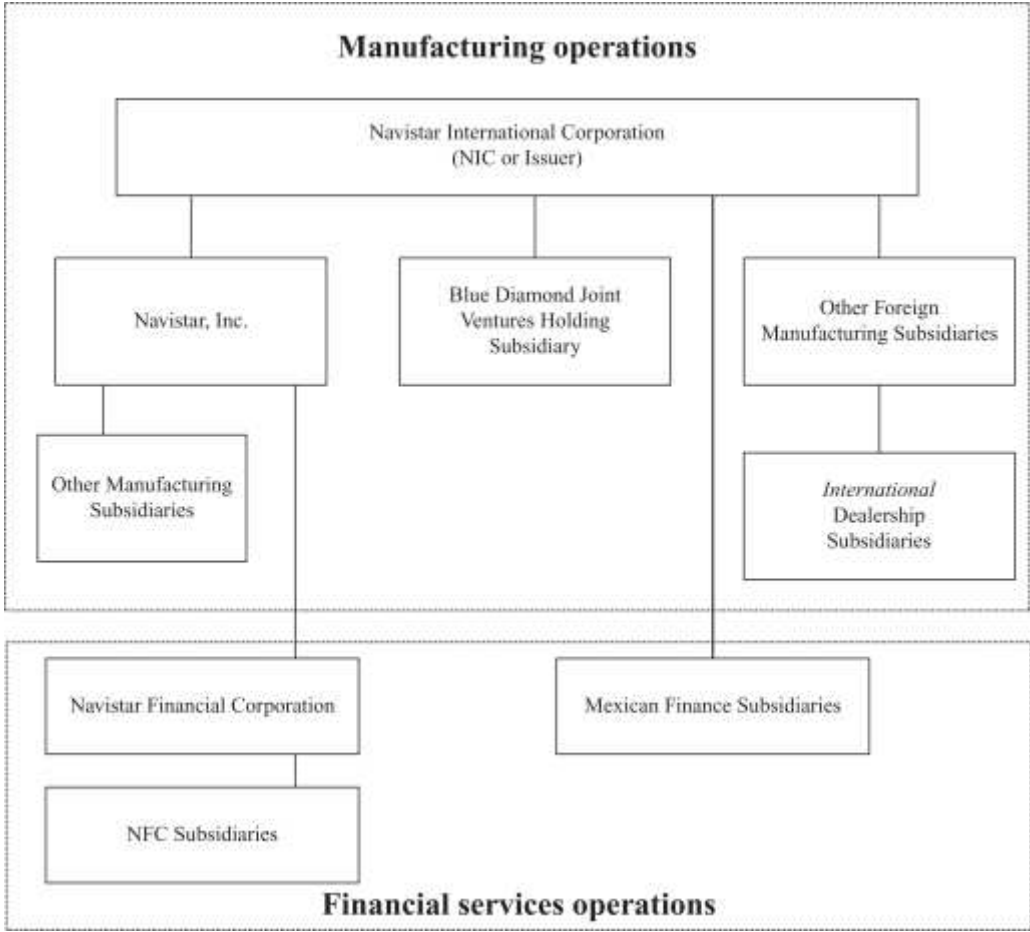 Manufacturing operations
Navistar International Corporation
(NIC or Issuer)
Navistar, Inc.
Blue Diamond Joint
Ventures Holding
Subsidiary
Other Foreign
Manufacturing Subsidiaries
Other Manufacturing
Subsidiaries
International
Dealership
Subsidiaries
Navistar Financial Corporation
Mexican Finance Subsidiaries
NFC Subsidiaries
Financial services operations